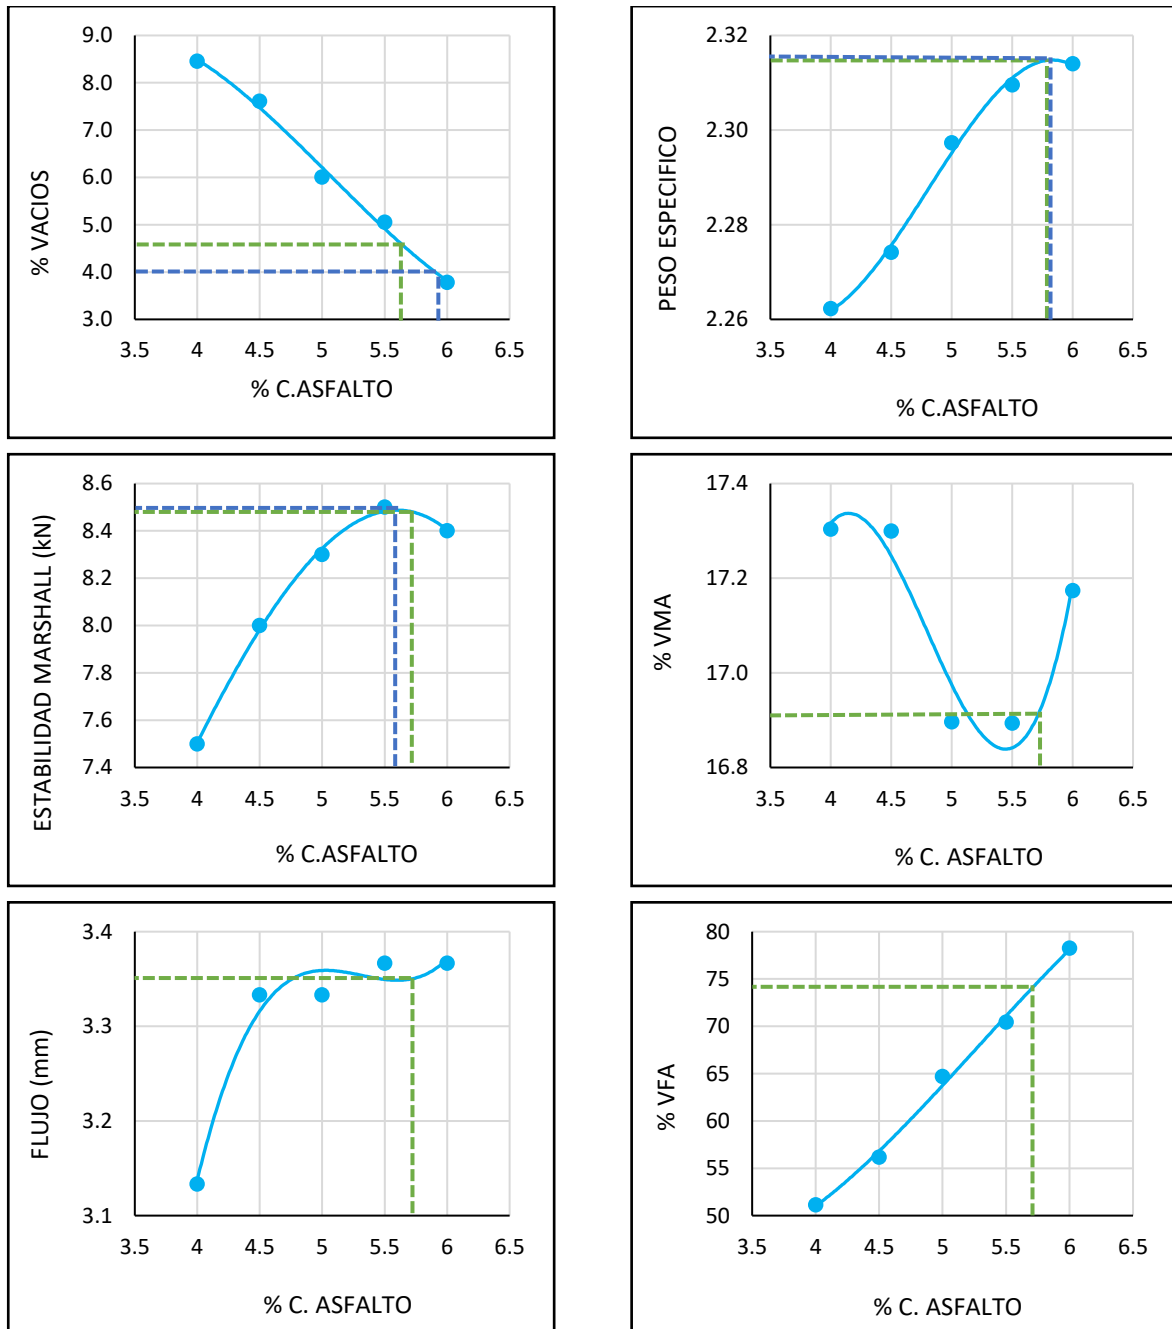 9.0
8.0
7.0
6.0
5.0
4.0
3.0
3.5 4 4.5 5 5.5 6 6.5
% VACIOS
% C.ASFALTO
2.32
2.30
2.28
2.26
3.5 4 4.5 5 5.5 6 6.5
PESO ESPECIFICO
% C.ASFALTO
8.6
8.4
8.2
8.0
7.8
7.6
7.4
3.5 4 4.5 5 5.5 6 6.5
ESTABILIDAD MARSHALL (kN)
% C.ASFALTO
17.4
17.2
17.0
16.8
3.5 4 4.5 5 5.5 6 6.5
% VMA
% C. ASFALTO
3.4
3.3
3.2
3.1
3.5 4 4.5 5 5.5 6 6.5
FLUJO (mm)
% C. ASFALTO
80
75
70
65
60
55
50
3.5 4 4.5 5 5.5 6 6.5
% VFA
% C. ASFALTO